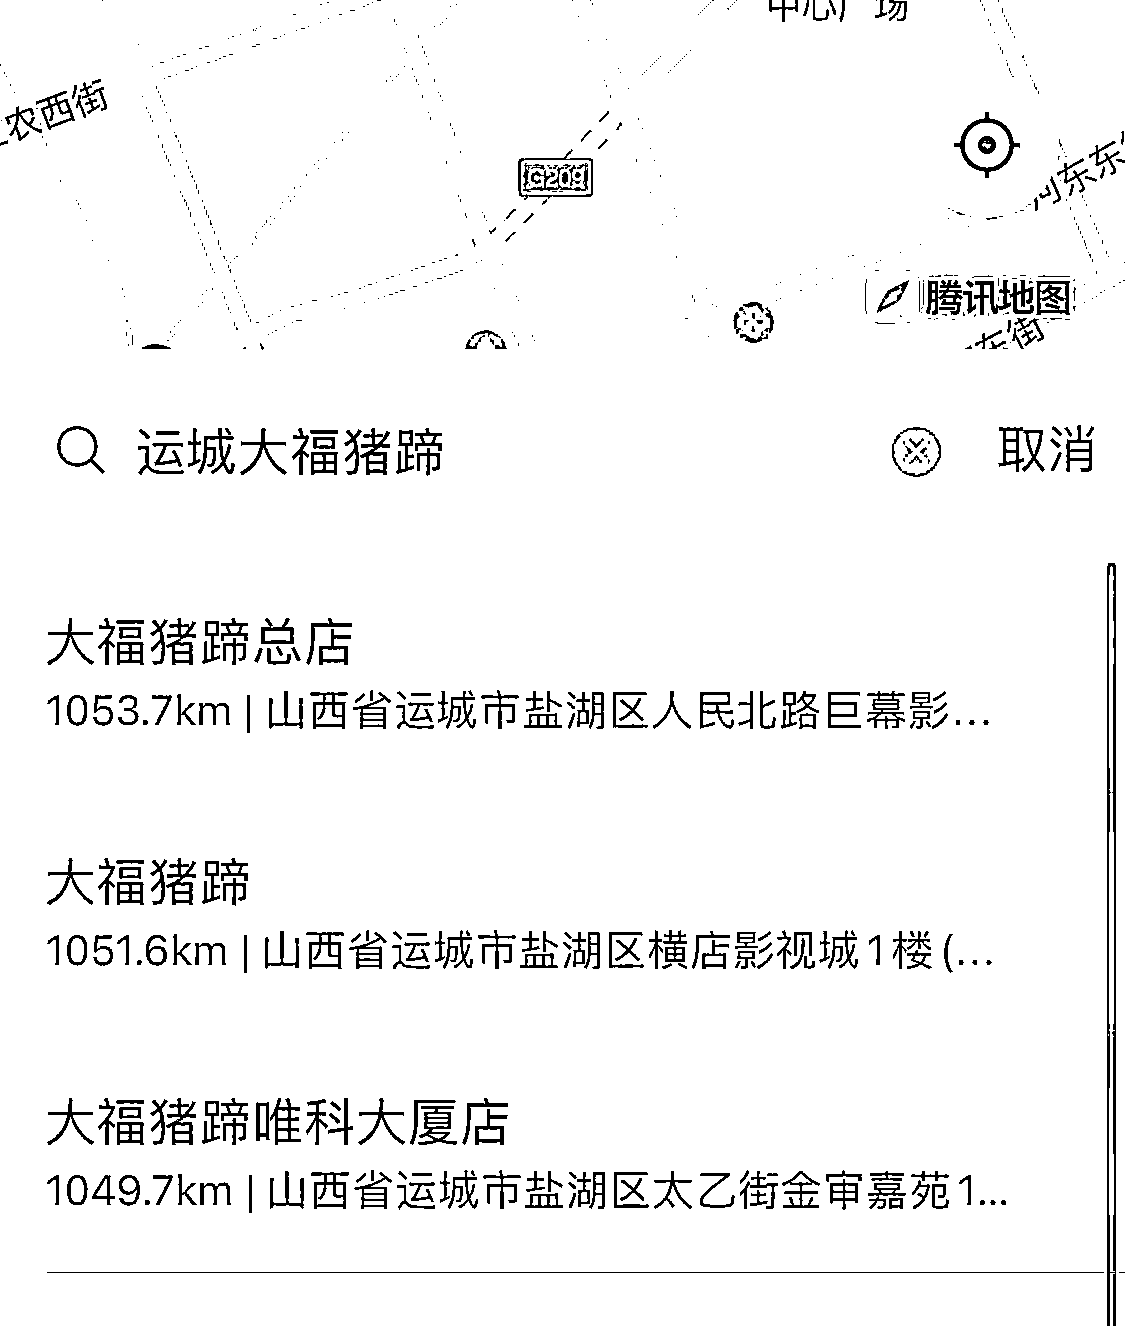 中心广场
农西街
G209
河东东街
腾讯地图
东街
运城大福猪蹄
取消
大福猪蹄总店
1053.7km | 山西省运城市盐湖区人民北路巨幕影...
大福猪蹄
1051.6km | 山西省运城市盐湖区横店影视城1楼(...
大福猪蹄唯科大厦店
1049.7km | 山西省运城市盐湖区太乙街金审嘉苑1...